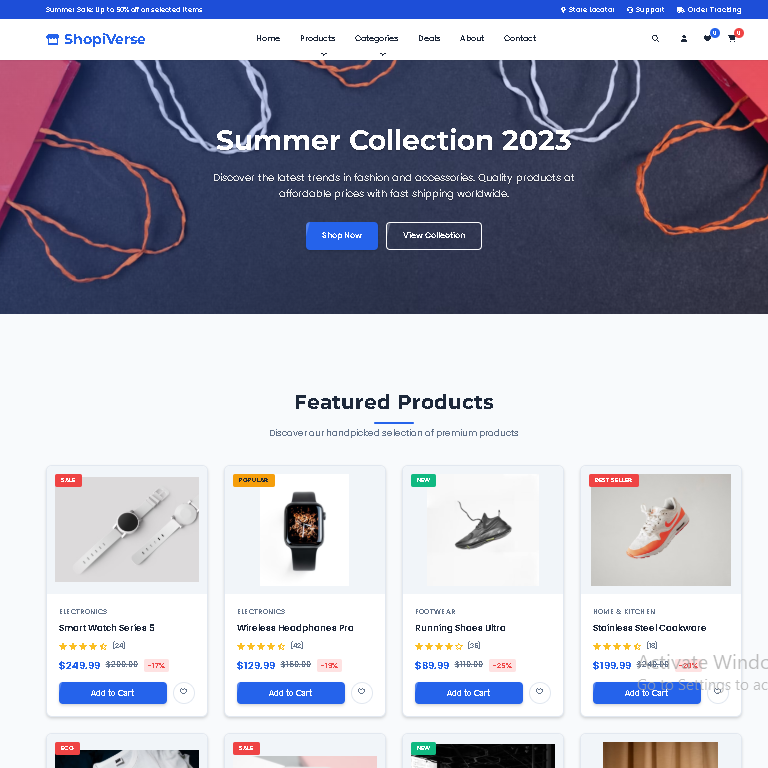 Summer Sale: Up to 50% off on selected items
Store Locator
Support
Order Tracking
ShopiVerse
Home
Products
Categories
Deals
About
Contact
0
0
Summer Collection 2023
Discover the latest trends in fashion and accessories. Quality products at
affordable prices with fast shipping worldwide.
Shop Now
View Collection
Featured Products
Discover our handpicked selection of premium products
SALE
POPULAR
NEW
BEST SELLER
ELECTRONICS
Smart Watch Series 5
(24)
$249.99 $299.99 -17%
Add to Cart
ELECTRONICS
Wireless Headphones Pro
(42)
$129.99 $159.99 -19%
Add to Cart
FOOTWEAR
Running Shoes Ultra
(36)
$89.99 $119.99 -25%
Add to Cart
HOME & KITCHEN
Stainless Steel Cookware
(18)
$199.99 $249.99 -20%
Add to Cart
Activate Windo
Go to Settings to ac
ECO
SALE
NEW